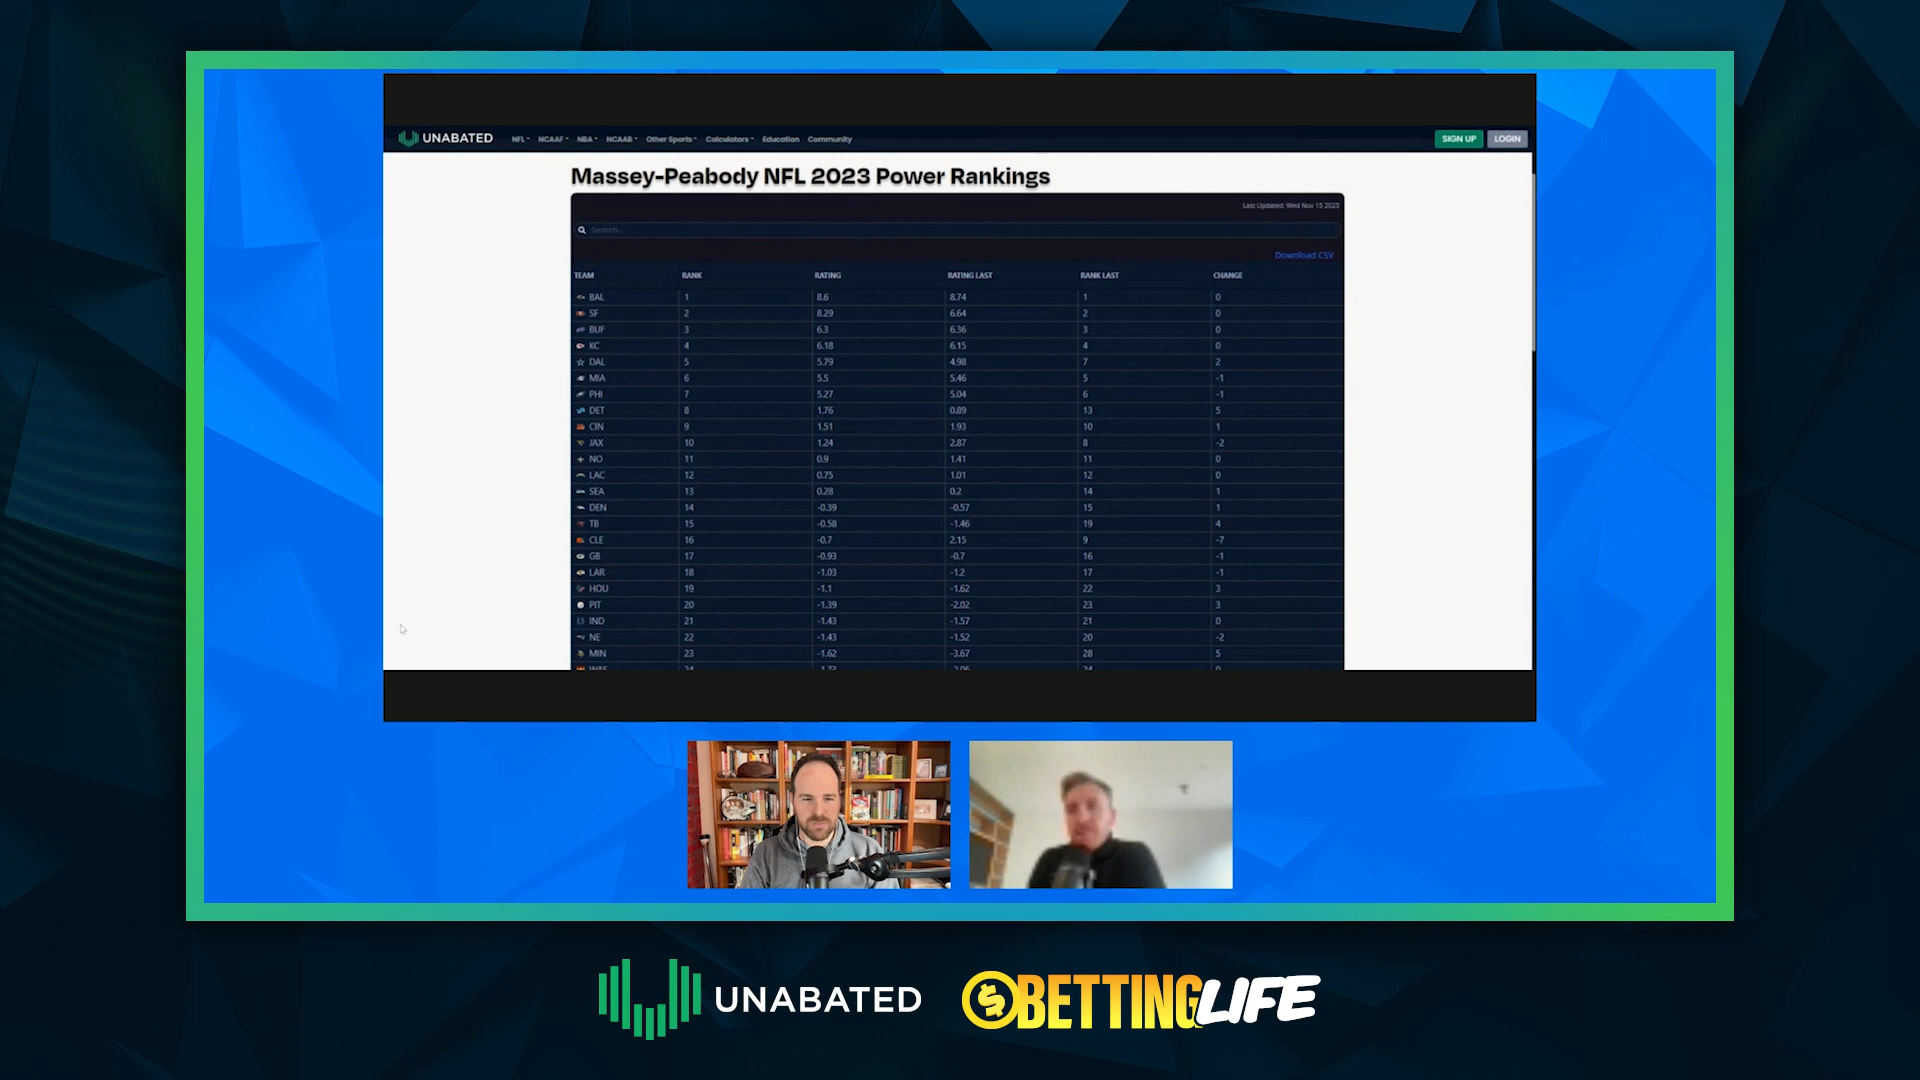 UNABATED NFL NCAAF NBA NCAAB Other Sports Calculators Education Community SIGN UP LOGIN
Massey-Peabody NFL 2023 Power Rankings
Last Updated: Wed Nov 15 2023
Search...
Download CSV
TEAM RANK RATING RATING LAST RANK LAST CHANGE
BAL 1 8.6 8.74 1 0
SF 2 8.29 6.64 2 0
BUF 3 6.3 6.36 3 0
KC 4 6.18 6.15 4 0
DAL 5 5.79 4.98 7 2
MIA 6 5.5 5.46 5 -1
PHI 7 5.27 5.04 6 -1
DET 8 1.76 0.89 13 5
CIN 9 1.51 1.93 10 1
JAX 10 1.24 2.87 8 -2
NO 11 0.9 1.41 11 0
LAC 12 0.75 1.01 12 0
SEA 13 0.28 0.2 14 1
DEN 14 -0.39 -0.57 15 1
TB 15 -0.58 -1.46 19 4
CLE 16 -0.7 2.15 9 -7
GB 17 -0.93 -0.7 16 -1
LAR 18 -1.03 -1.2 17 -1
HOU 19 -1.1 -1.62 22 3
PIT 20 -1.39 -2.02 23 3
IND 21 -1.43 -1.57 21 0
NE 22 -1.43 -1.52 20 -2
MIN 23 -1.62 -3.67 28 5
WAS 24 -1.73 -2.06 24 0
UNABATED BETTINGLIFE